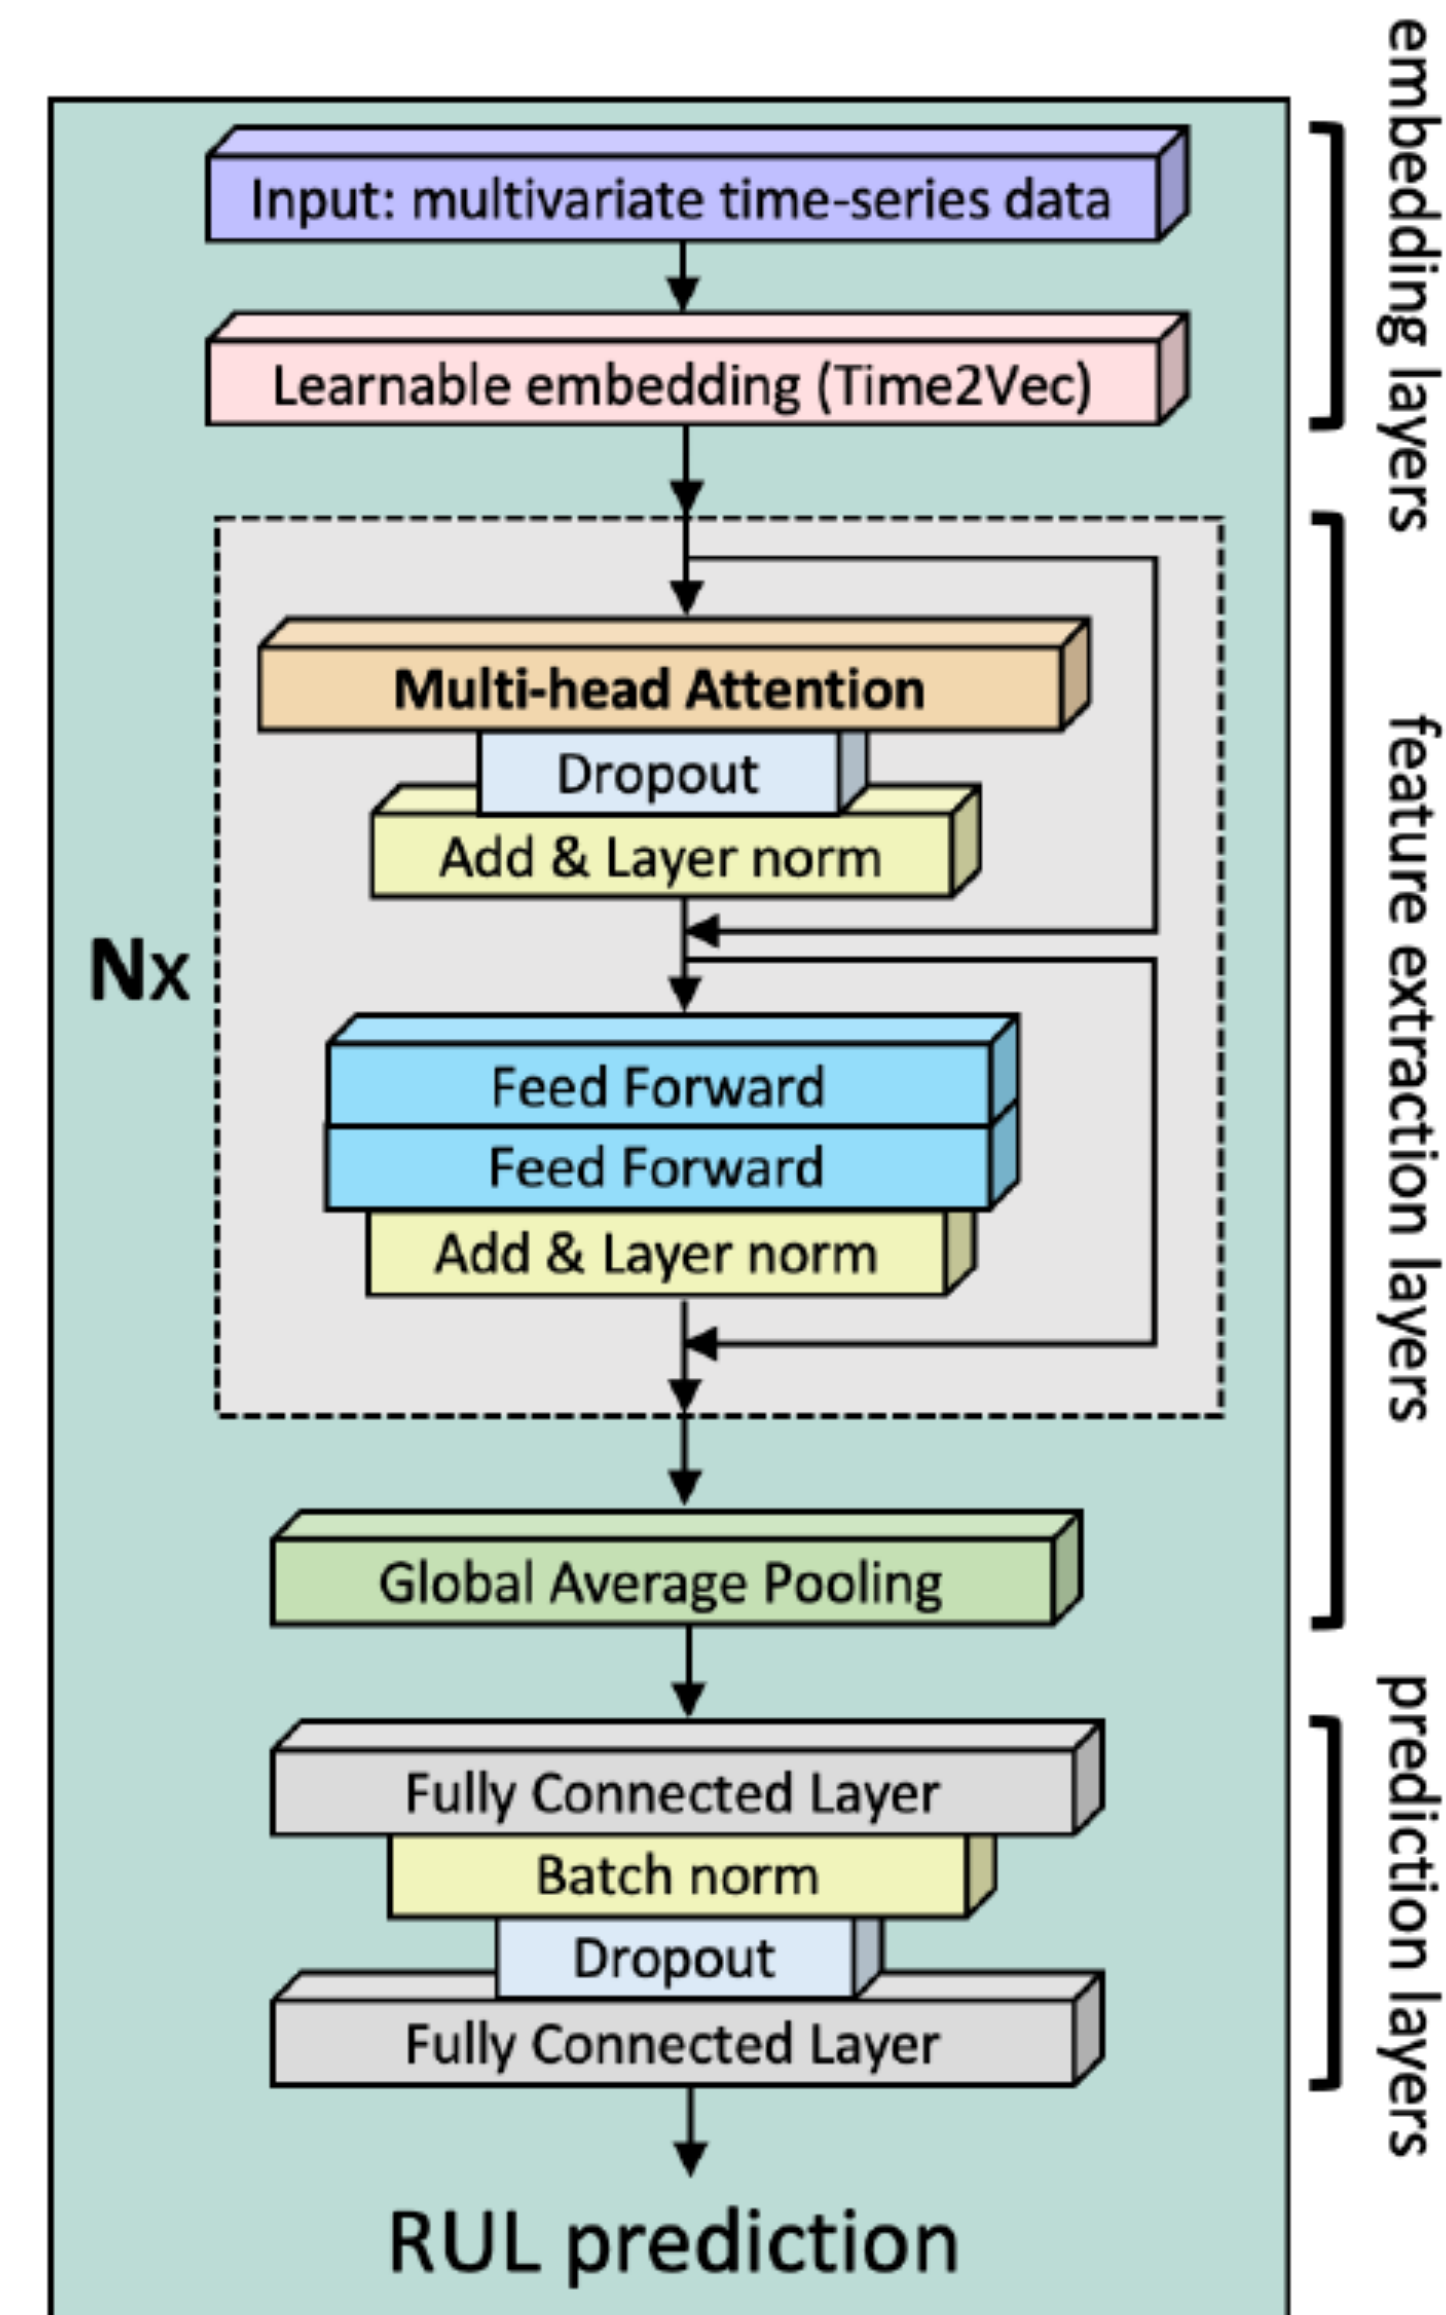 Input: multivariate time-series data
Learnable embedding (Time2Vec)
embedding layers
Multi-head Attention
Dropout
Add & Layer norm
Nx
Feed Forward
Feed Forward
Add & Layer norm
Global Average Pooling
feature extraction layers
Fully Connected Layer
Batch norm
Dropout
Fully Connected Layer
prediction layers
RUL prediction